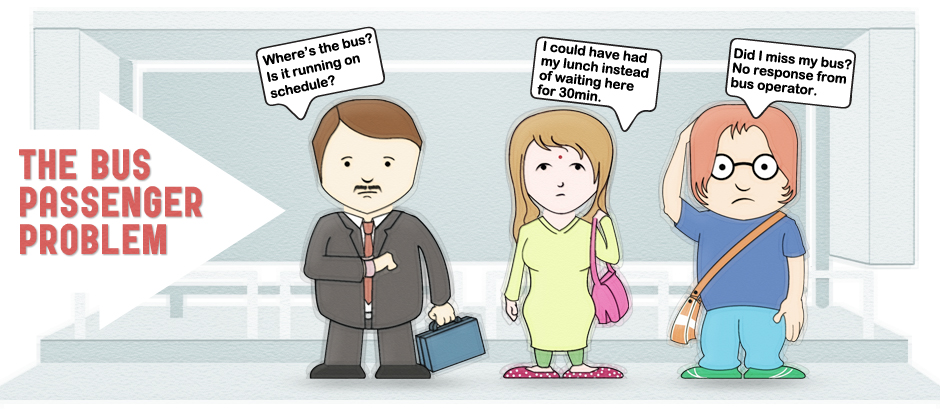 THE BUS
PASSENGER
PROBLEM
Where's the bus?
Is it running on
schedule?
I could have had
my lunch instead
of waiting here
for 30min.
Did I miss my bus?
No response from
bus operator.